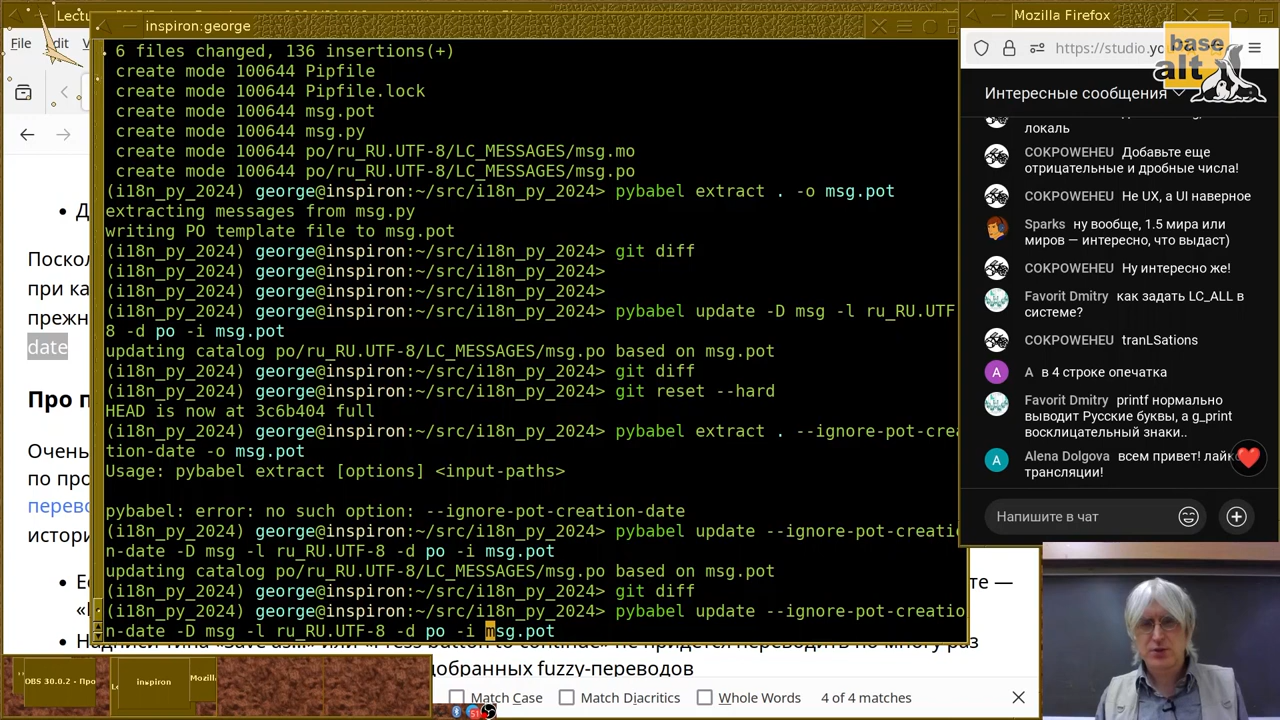 Lectu
inspiron:george
Mozilla Firefox
File Edit V
https://studio.yo
base
alt
6 files changed, 136 insertions(+)
create mode 100644 Pipfile
create mode 100644 Pipfile.lock
create mode 100644 msg.pot
create mode 100644 msg.py
create mode 100644 po/ru_RU.UTF-8/LC_MESSAGES/msg.mo
create mode 100644 po/ru_RU.UTF-8/LC_MESSAGES/msg.po
(i18n_py_2024) george@inspiron:~/src/i18n_py_2024> pybabel extract . -o msg.pot
extracting messages from msg.py
writing PO template file to msg.pot
(i18n_py_2024) george@inspiron:~/src/i18n_py_2024> git diff
(i18n_py_2024) george@inspiron:~/src/i18n_py_2024>
(i18n_py_2024) george@inspiron:~/src/i18n_py_2024>
(i18n_py_2024) george@inspiron:~/src/i18n_py_2024> pybabel update -D msg -l ru_RU.UTF-
8 -d po -i msg.pot
updating catalog po/ru_RU.UTF-8/LC_MESSAGES/msg.po based on msg.pot
(i18n_py_2024) george@inspiron:~/src/i18n_py_2024> git diff
(i18n_py_2024) george@inspiron:~/src/i18n_py_2024> git reset --hard
HEAD is now at 3c6b404 full
(i18n_py_2024) george@inspiron:~/src/i18n_py_2024> pybabel extract . --ignore-pot-crea
tion-date -o msg.pot
Usage: pybabel extract [options] <input-paths>
pybabel: error: no such option: --ignore-pot-creation-date
(i18n_py_2024) george@inspiron:~/src/i18n_py_2024> pybabel update --ignore-pot-creatio
n-date -D msg -l ru_RU.UTF-8 -d po -i msg.pot
updating catalog po/ru_RU.UTF-8/LC_MESSAGES/msg.po based on msg.pot
(i18n_py_2024) george@inspiron:~/src/i18n_py_2024> git diff
(i18n_py_2024) george@inspiron:~/src/i18n_py_2024> pybabel update --ignore-pot-creatio
n-date -D msg -l ru_RU.UTF-8 -d po -i msg.pot
Д
Поскол
при ка
прежн
date
Про п
Очень
по про
перево
истори
те —
добранных fuzzy-переводов
Match Case
Match Diacritics
Whole Words
4 of 4 matches
OBS 30.0.2 - Про
inspiron
Mozill
Интересные сообщения
локаль
COKPOWEHEU Добавьте еще
отрицательные и дробные числа!
COKPOWEHEU Не UX, а UI наверное
Sparks ну вообще, 1.5 мира или
миров — интересно, что выдаст)
COKPOWEHEU Ну интересно же!
Favorit Dmitry как задать LC_ALL в
системе?
COKPOWEHEU tranLSations
A в 4 строке опечатка
Favorit Dmitry printf нормально
выводит Русские буквы, а g_print
восклицательный знаки..
Alena Dolgova всем привет! лайк
трансляции!
Напишите в чат